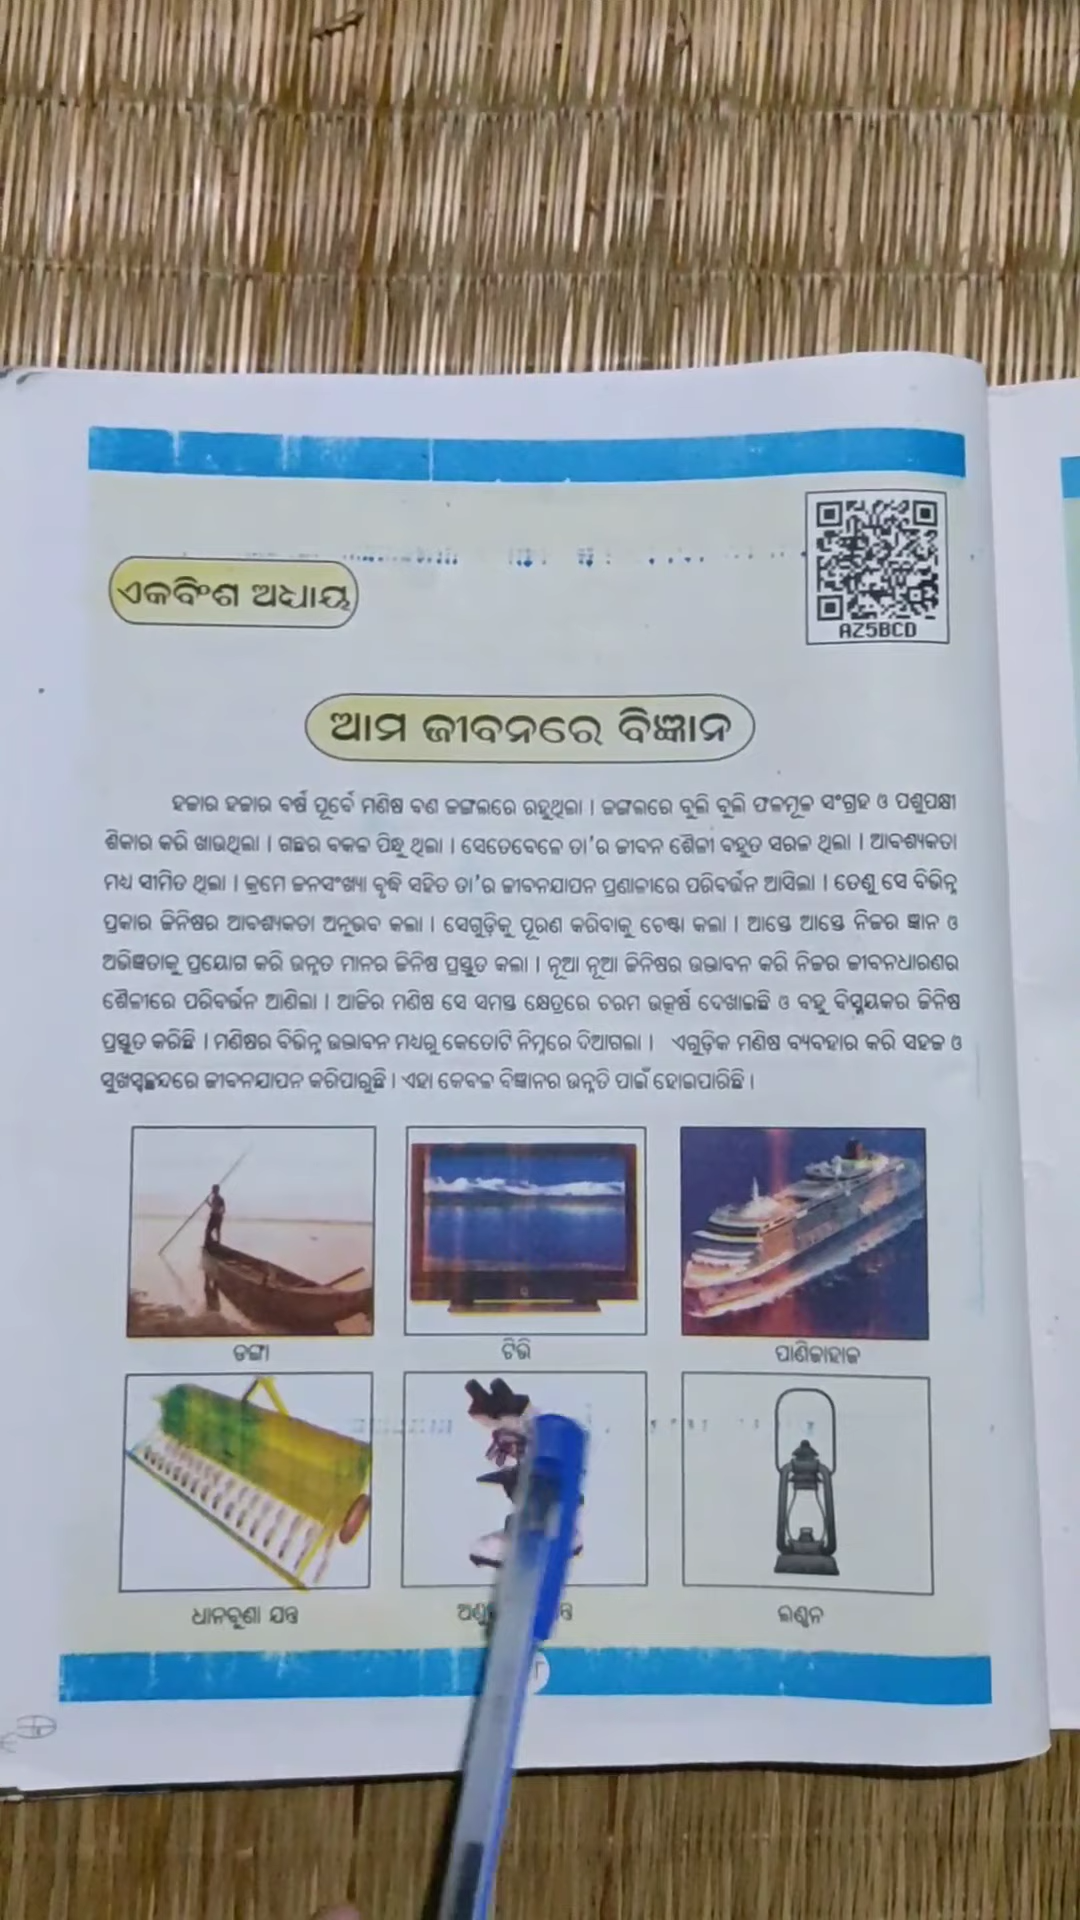 AZ5BCD
ଏକବିଂଶ ଅଧ୍ୟାୟ
ଆମ ଜୀବନରେ ବିଜ୍ଞାନ
ହଜାର ହଜାର ବର୍ଷ ପୂର୍ବେ ମଣିଷ ବଣ ଜଙ୍ଗଲରେ ରହୁଥିଲା । ଜଙ୍ଗଲରେ ବୁଲି ବୁଲି ଫଳମୂଳ ସଂଗ୍ରହ ଓ ପଶୁପକ୍ଷୀ
ଶିକାର କରି ଖାଉଥିଲା । ଗଛର ବକଳ ପିନ୍ଧୁ ଥିଲା । ସେତେବେଳେ ତା'ର ଜୀବନ ଶୈଳୀ ବହୁତ ସରଳ ଥିଲା । ଆବଶ୍ୟକତା
ମଧ୍ୟ ସୀମିତ ଥିଲା । କ୍ରମେ ଜନସଂଖ୍ୟା ବୃଦ୍ଧି ସହିତ ତା'ର ଜୀବନଯାପନ ପ୍ରଣାଳୀରେ ପରିବର୍ତ୍ତନ ଆସିଲା । ତେଣୁ ସେ ବିଭିନ୍ନ
ପ୍ରକାର ଜିନିଷର ଆବଶ୍ୟକତା ଅନୁଭବ କଲା । ସେଗୁଡ଼ିକୁ ପୂରଣ କରିବାକୁ ଚେଷ୍ଟା କଲା । ଆସ୍ତେ ଆସ୍ତେ ନିଜର ଜ୍ଞାନ ଓ
ଅଭିଜ୍ଞତାକୁ ପ୍ରୟୋଗ କରି ଉନ୍ନତ ମାନର ଜିନିଷ ପ୍ରସ୍ତୁତ କଲା । ନୂଆ ନୂଆ ଜିନିଷର ଉଦ୍ଭାବନ କରି ନିଜର ଜୀବନଧାରଣର
ଶୈଳୀରେ ପରିବର୍ତ୍ତନ ଆଣିଲା । ଆଜିର ମଣିଷ ସେ ସମସ୍ତ କ୍ଷେତ୍ରରେ ଚରମ ଉତ୍କର୍ଷ ଦେଖାଇଛି ଓ ବହୁ ବିସ୍ମୟକର ଜିନିଷ
ପ୍ରସ୍ତୁତ କରିଛି । ମଣିଷର ବିଭିନ୍ନ ଉଦ୍ଭାବନ ମଧ୍ୟରୁ କେତୋଟି ନିମ୍ନରେ ଦିଆଗଲା । ଏଗୁଡ଼ିକ ମଣିଷ ବ୍ୟବହାର କରି ସହଜ ଓ
ସୁଖସ୍ୱଚ୍ଛନ୍ଦରେ ଜୀବନଯାପନ କରିପାରୁଛି । ଏହା କେବଳ ବିଜ୍ଞାନର ଉନ୍ନତି ପାଇଁ ହୋଇପାରିଛି ।
ଡଙ୍ଗା ଟିଭି ପାଣିଜାହାଜ
ଧାନବୁଣା ଯନ୍ତ୍ର ଲଣ୍ଠନ